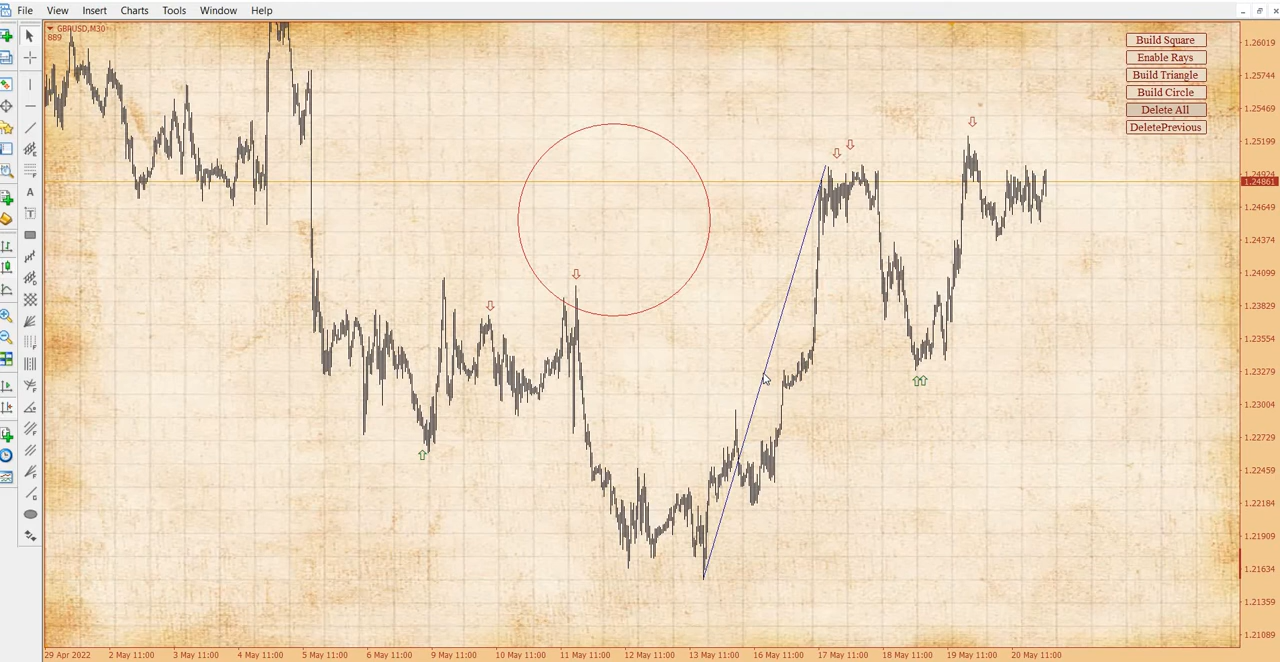 File View Insert Charts Tools Window Help
GBPUSD,M30
889
Build Square
Enable Rays
Build Triangle
Build Circle
Delete All
DeletePrevious
1.26019
1.25744
1.25469
1.25199
1.24924
1.24861
1.24649
1.24374
1.24099
1.23829
1.23554
1.23279
1.23004
1.22729
1.22459
1.22184
1.21909
1.21634
1.21359
1.21089
29 Apr 2022 2 May 11:00 3 May 11:00 4 May 11:00 5 May 11:00 6 May 11:00 9 May 11:00 10 May 11:00 11 May 11:00 12 May 11:00 13 May 11:00 16 May 11:00 17 May 11:00 18 May 11:00 19 May 11:00 20 May 11:00